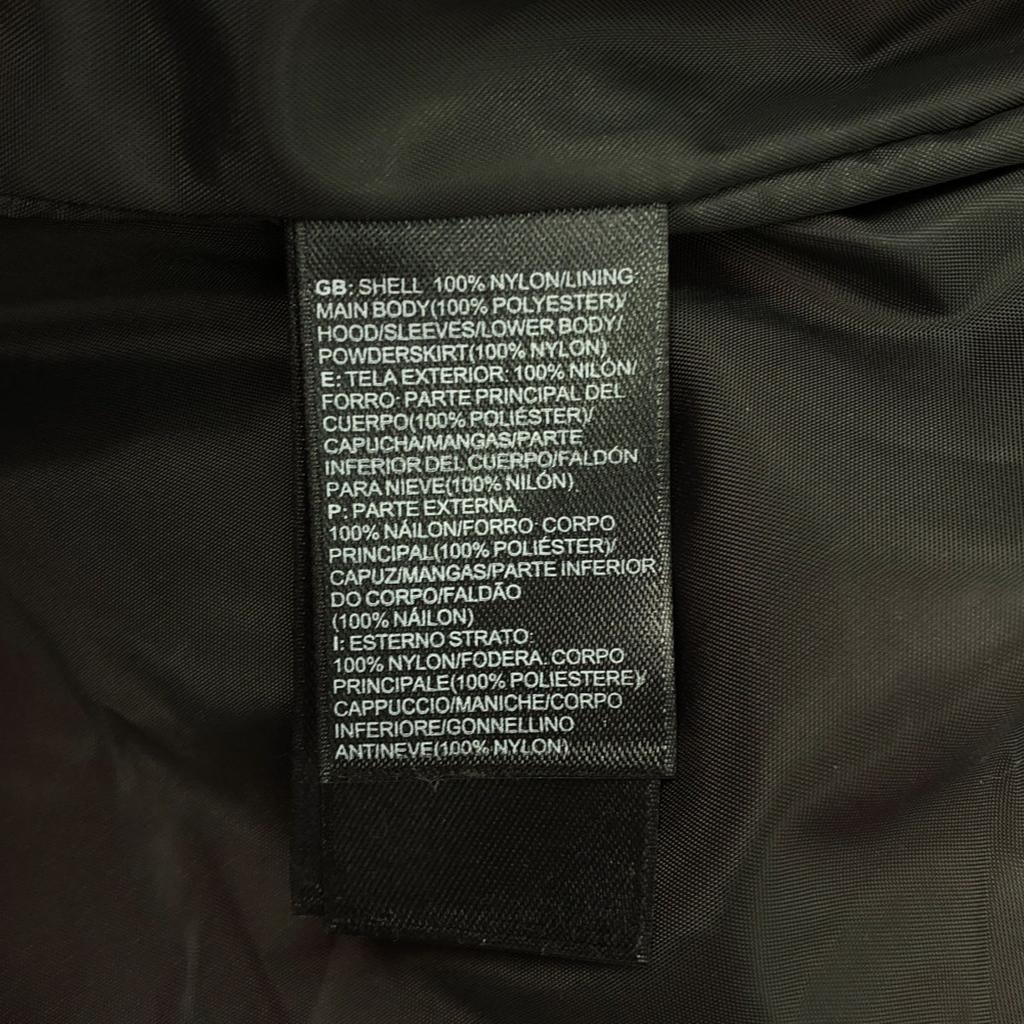 GB: SHELL 100% NYLON/LINING:
MAIN BODY(100% POLYESTER)/
HOOD/SLEEVES/LOWER BODY/
POWDERSKIRT(100% NYLON)
E: TELA EXTERIOR: 100% NILÓN/
FORRO: PARTE PRINCIPAL DEL
CUERPO(100% POLIÉSTER)/
CAPUCHA/MANGAS/PARTE
INFERIOR DEL CUERPO/FALDÓN
PARA NIEVE(100% NILÓN)
P: PARTE EXTERNA:
100% NÁILON/FORRO: CORPO
PRINCIPAL(100% POLIÉSTER)/
CAPUZ/MANGAS/PARTE INFERIOR
DO CORPO/FALDÃO
(100% NÁILON)
I: ESTERNO STRATO:
100% NYLON/FODERA: CORPO
PRINCIPALE(100% POLIESTERE)/
CAPPUCCIO/MANICHE/CORPO
INFERIORE/GONNELLINO
ANTINEVE(100% NYLON)